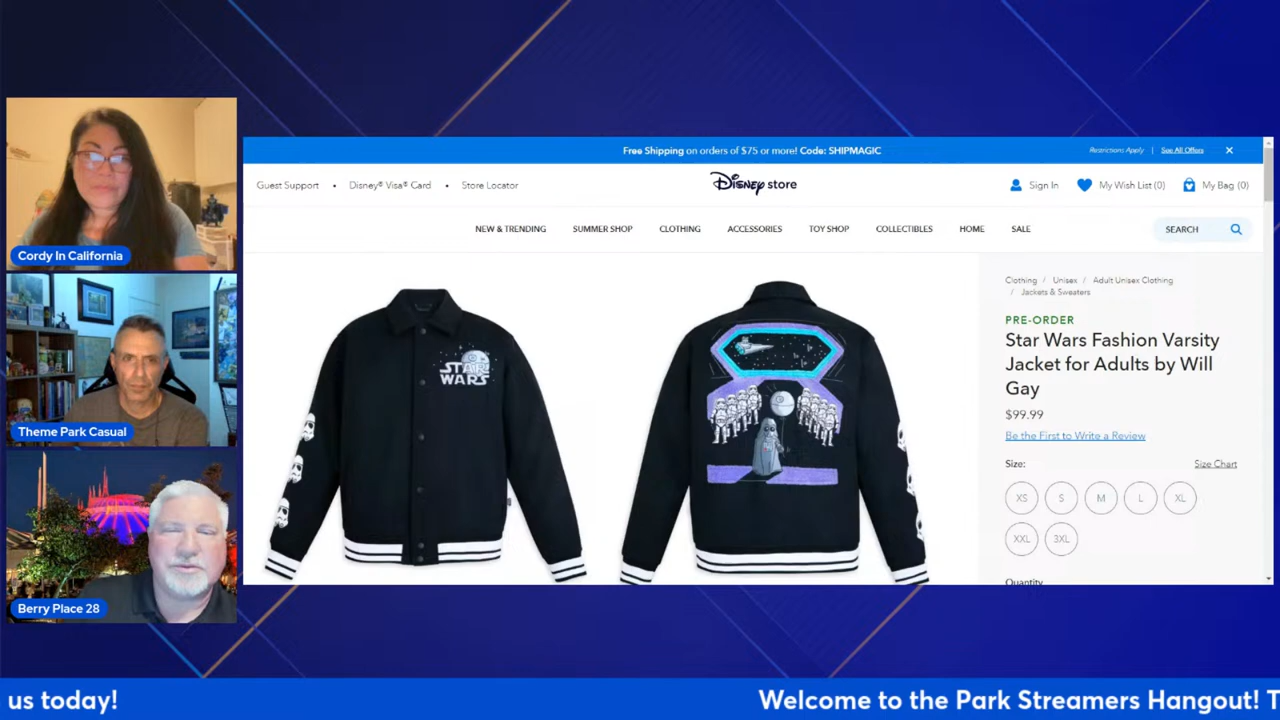 Cordy In California
Theme Park Casual
Berry Place 28
Free Shipping on orders of $75 or more! Code: SHIPMAGIC
Restrictions Apply | See All Offers
Guest Support • Disney® Visa® Card • Store Locator
Disney store
Sign In
My Wish List (0)
My Bag (0)
NEW & TRENDING
SUMMER SHOP
CLOTHING
ACCESSORIES
TOY SHOP
COLLECTIBLES
HOME
SALE
SEARCH
STAR
WARS
Clothing / Unisex / Adult Unisex Clothing
/ Jackets & Sweaters
PRE-ORDER
Star Wars Fashion Varsity
Jacket for Adults by Will
Gay
$99.99
Be the First to Write a Review
Size:
Size Chart
XS S M L XL
XXL 3XL
Quantity
us today!
Welcome to the Park Streamers Hangout! T